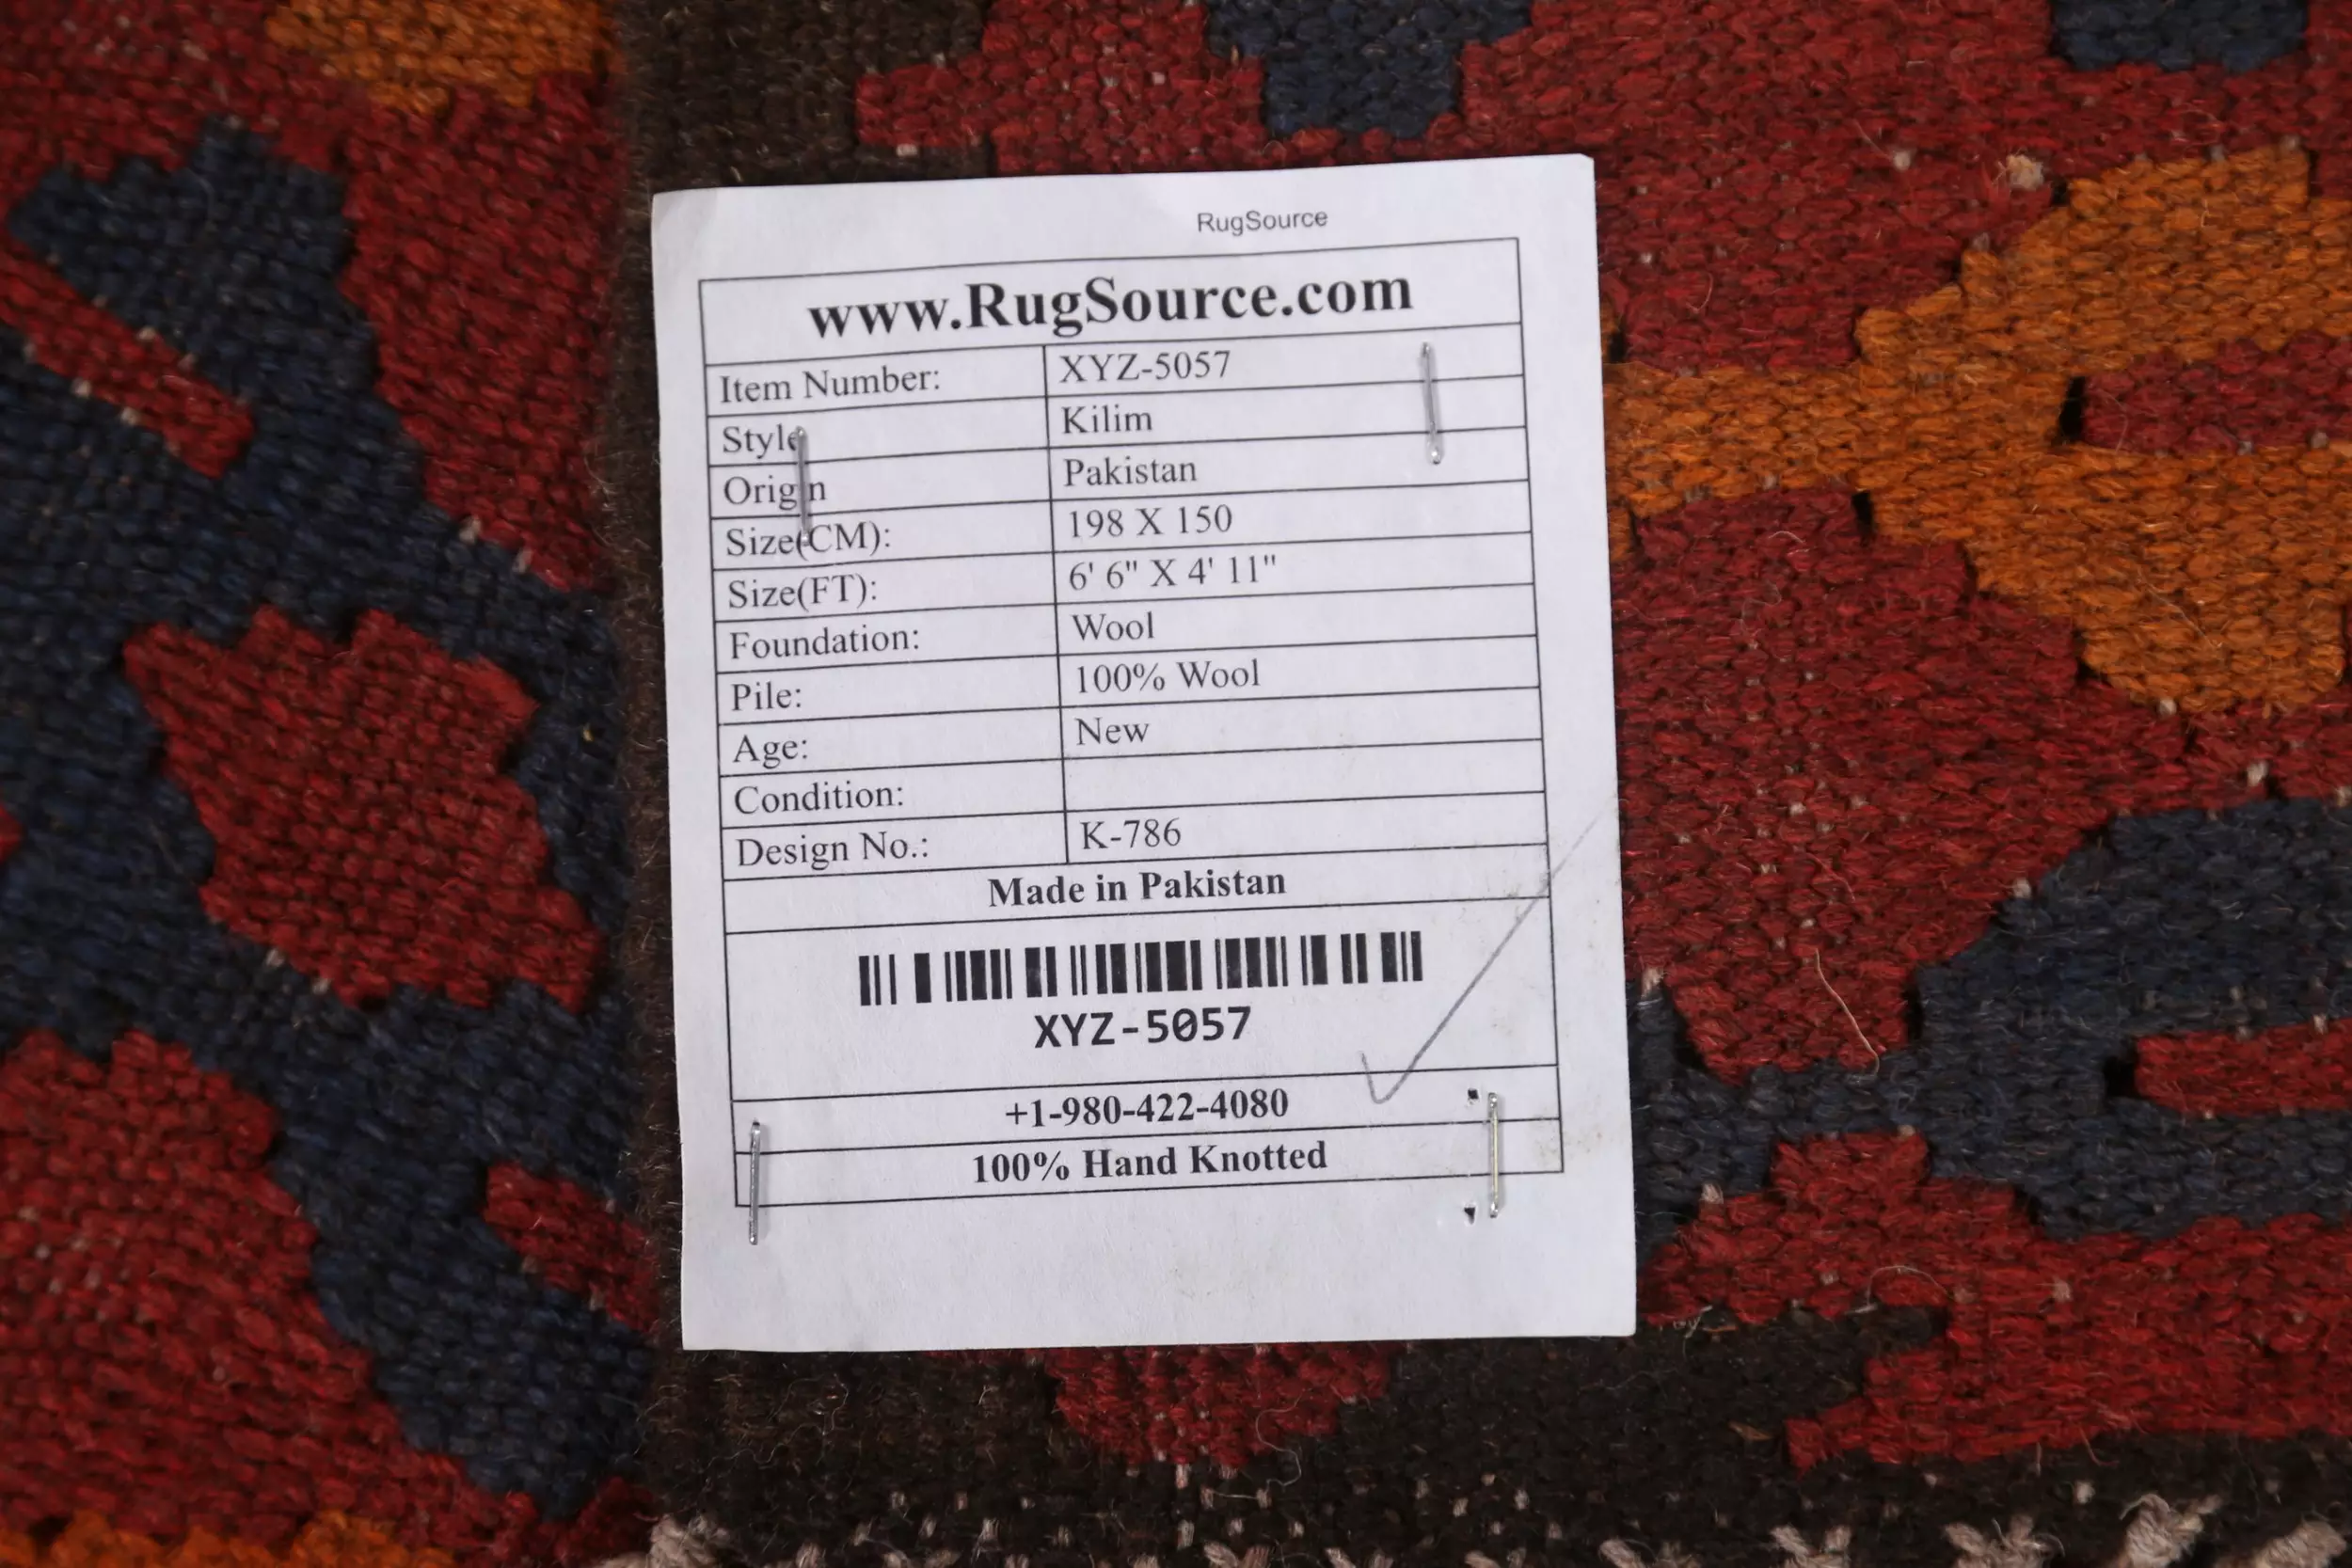 RugSource
www.RugSource.com
Item Number: XYZ-5057
Style Kilim
Origin Pakistan
Size(CM): 198 X 150
Size(FT): 6' 6" X 4' 11"
Foundation: Wool
Pile: 100% Wool
Age: New
Condition:
Design No.: K-786
Made in Pakistan
XYZ-5057
+1-980-422-4080
100% Hand Knotted